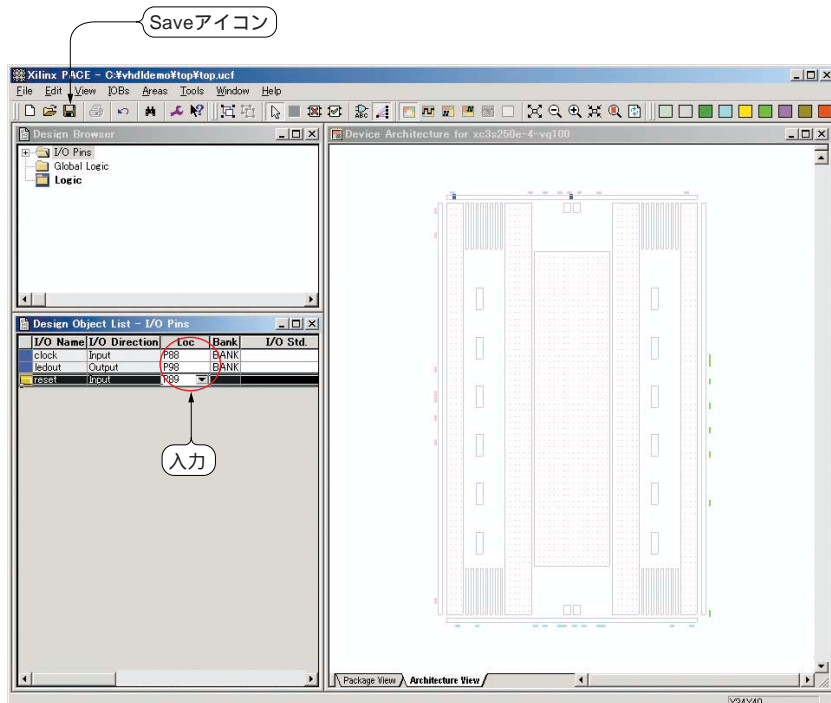 Saveアイコン
Xilinx PACE - C:¥vhdldemo¥top¥top.ucf
File Edit View IOBs Areas Tools Window Help
ABC
Design Browser
I/O Pins
Global Logic
Logic
Device Architecture for xc3s250e-4-vq100
Design Object List - I/O Pins
I/O Name I/O Direction Loc Bank I/O Std.
clock Input P88 BANK
ledout Output P98 BANK
reset Input P89
入力
Package View Architecture View